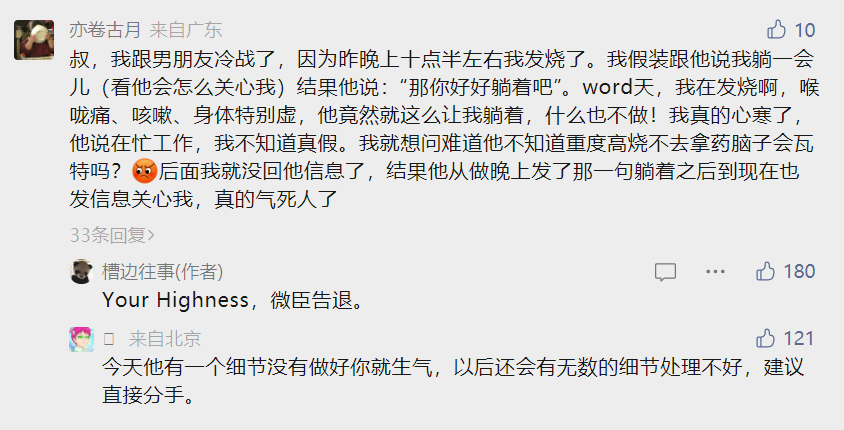 亦卷古月 来自广东 10
叔，我跟男朋友冷战了，因为昨晚上十点半左右我发烧了。我假装跟他说我躺一会
儿（看他会怎么关心我）结果他说：“那你好好躺着吧”。word天，我在发烧啊，喉
咙痛、咳嗽、身体特别虚，他竟然就这么让我躺着，什么也不做！我真的心寒了，
他说在忙工作，我不知道真假。我就想问难道他不知道重度高烧不去拿药脑子会瓦
特吗？😡后面我就没回他信息了，结果他从做晚上发了那一句躺着之后到现在也
发信息关心我，真的气死人了
33条回复>
槽边往事(作者) 180
Your Highness，微臣告退。
来自北京 121
今天他有一个细节没有做好你就生气，以后还会有无数的细节处理不好，建议
直接分手。